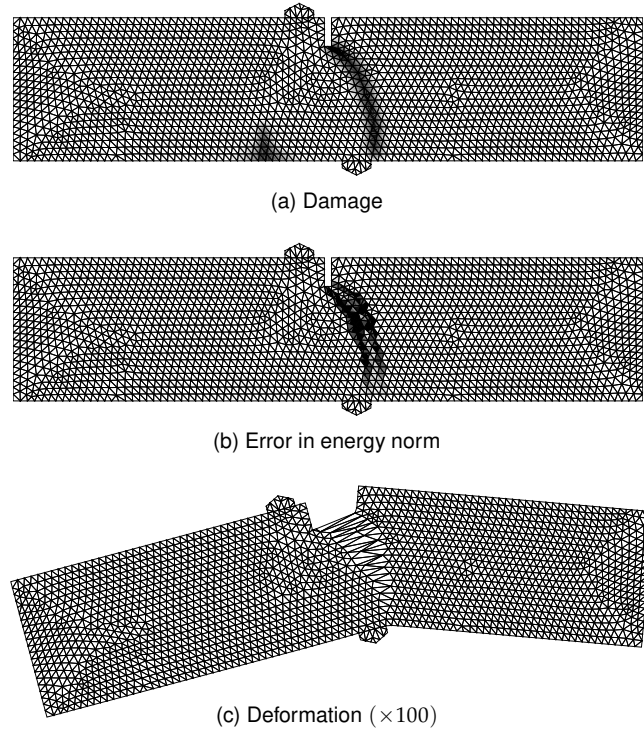 (a) Damage
(b) Error in energy norm
(c) Deformation (×100)